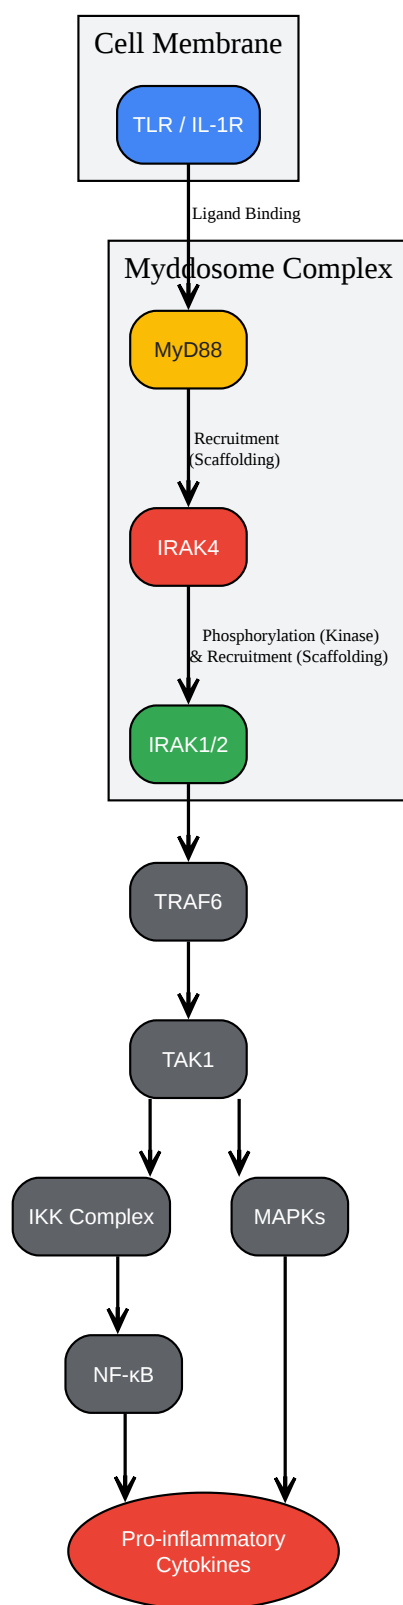 Cell Membrane
TLR / IL-1R
Ligand Binding
Myddosome Complex
MyD88
Recruitment
(Scaffolding)
IRAK4
Phosphorylation (Kinase)
& Recruitment (Scaffolding)
IRAK1/2
TRAF6
TAK1
IKK Complex
MAPKs
NF-κB
Pro-inflammatory
Cytokines